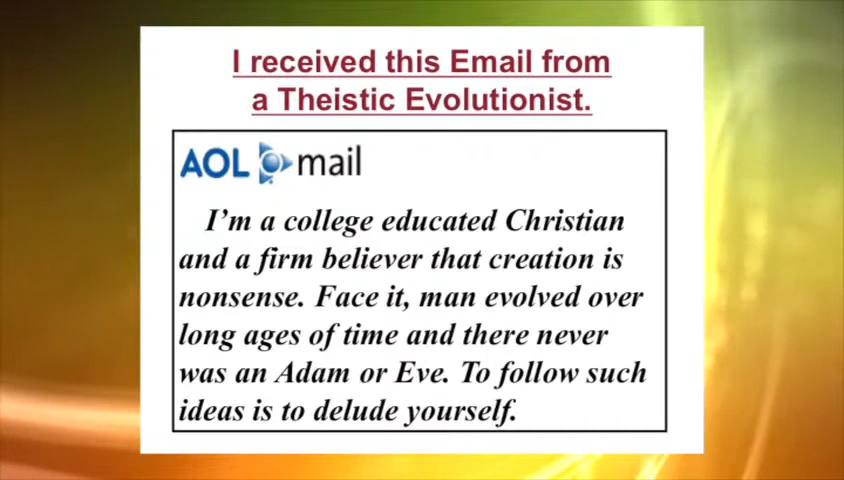 I received this Email from
a Theistic Evolutionist.
AOL mail
I'm a college educated Christian
and a firm believer that creation is
nonsense. Face it, man evolved over
long ages of time and there never
was an Adam or Eve. To follow such
ideas is to delude yourself.